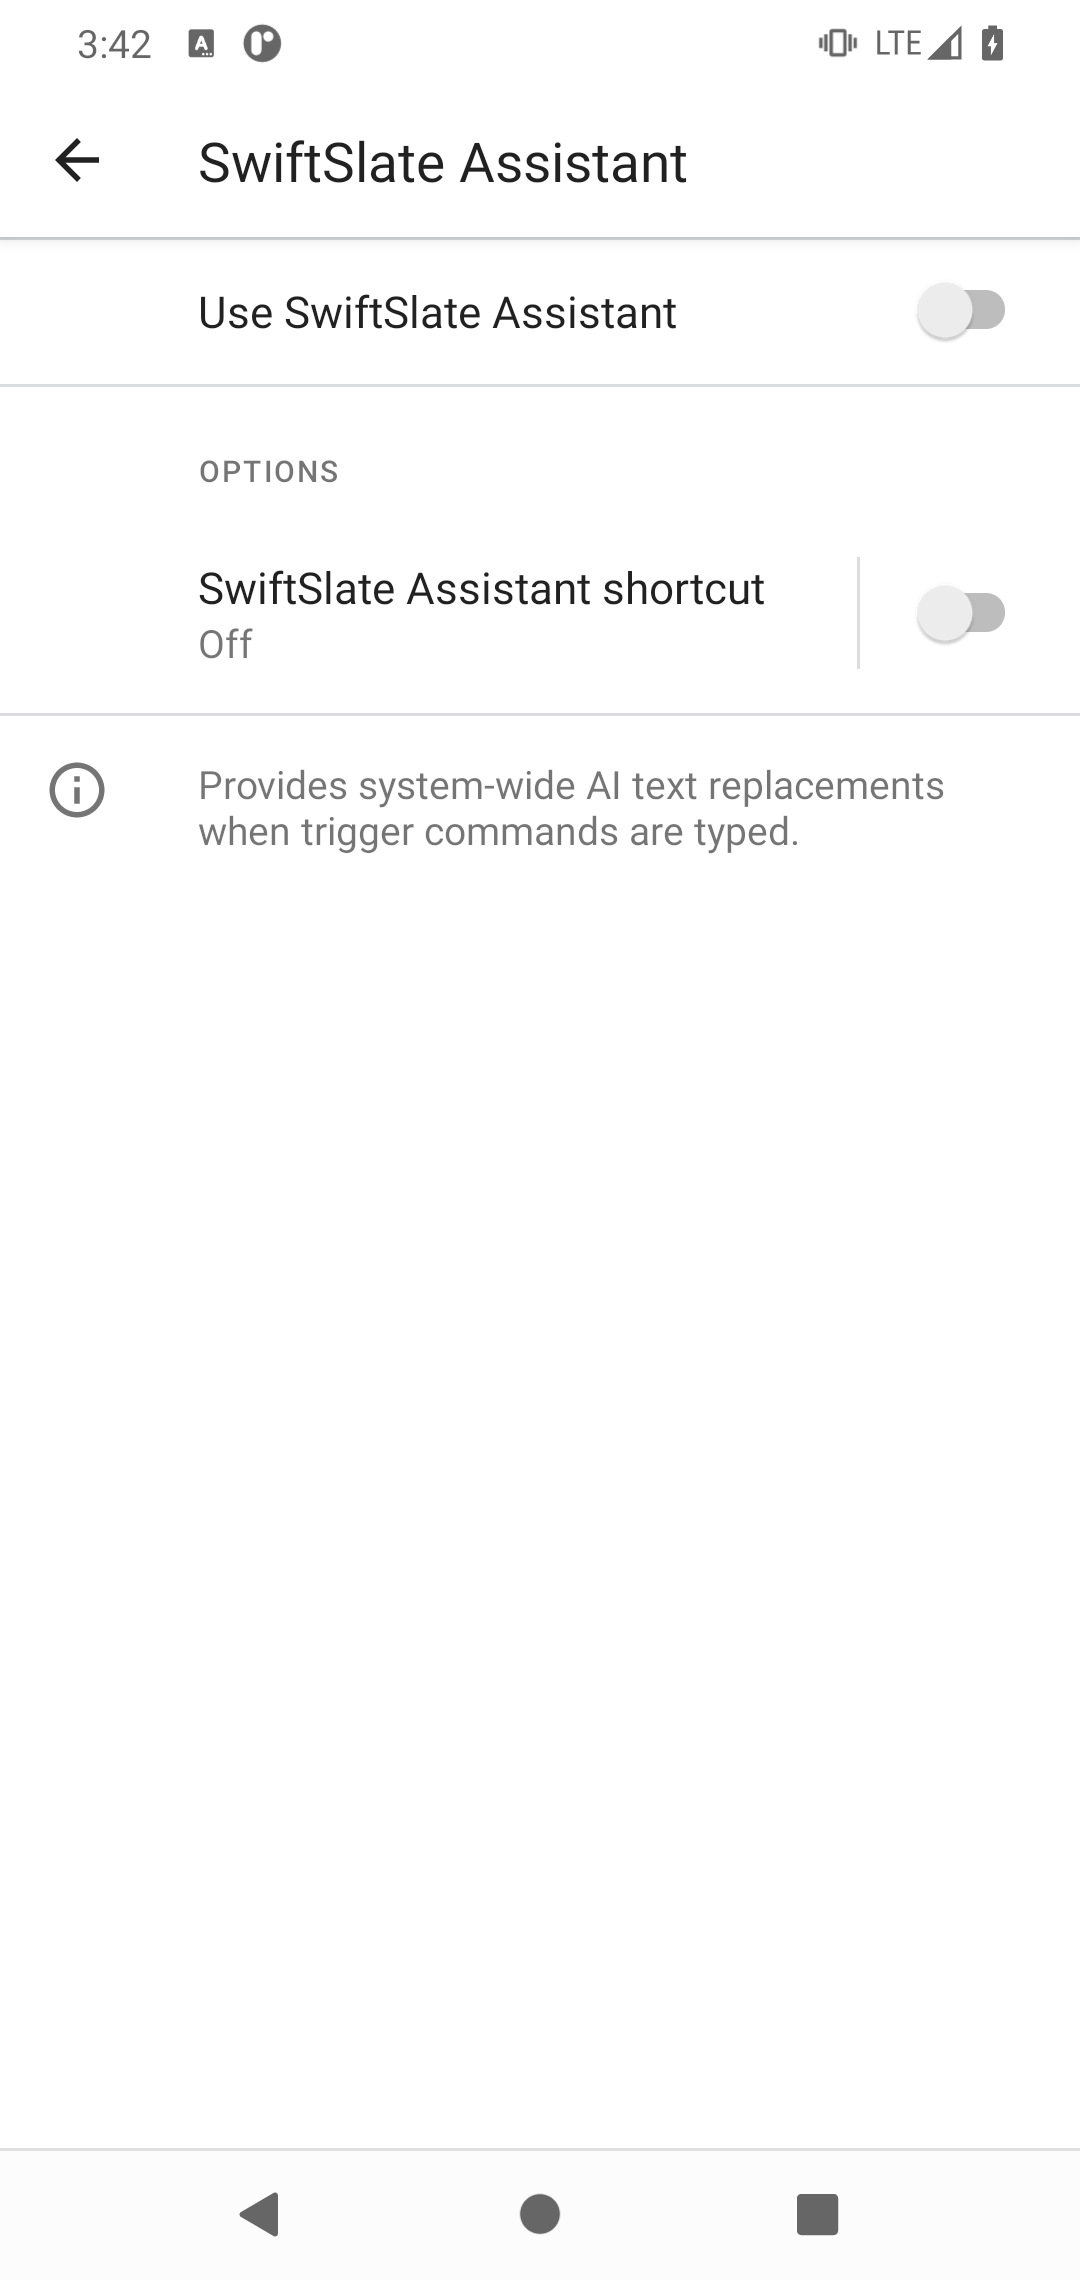 3:42
LTE
SwiftSlate Assistant
Use SwiftSlate Assistant
OPTIONS
SwiftSlate Assistant shortcut
Off
Provides system-wide AI text replacements
when trigger commands are typed.